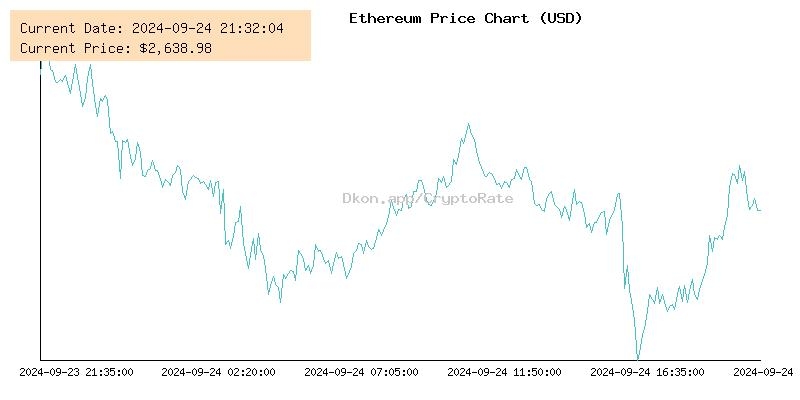 Ethereum Price Chart (USD)
Current Date: 2024-09-24 21:32:04
Current Price: $2,638.98
Dkon.app/CryptoRate
2024-09-23 21:35:00 2024-09-24 02:20:00 2024-09-24 07:05:00 2024-09-24 11:50:00 2024-09-24 16:35:00 2024-09-24